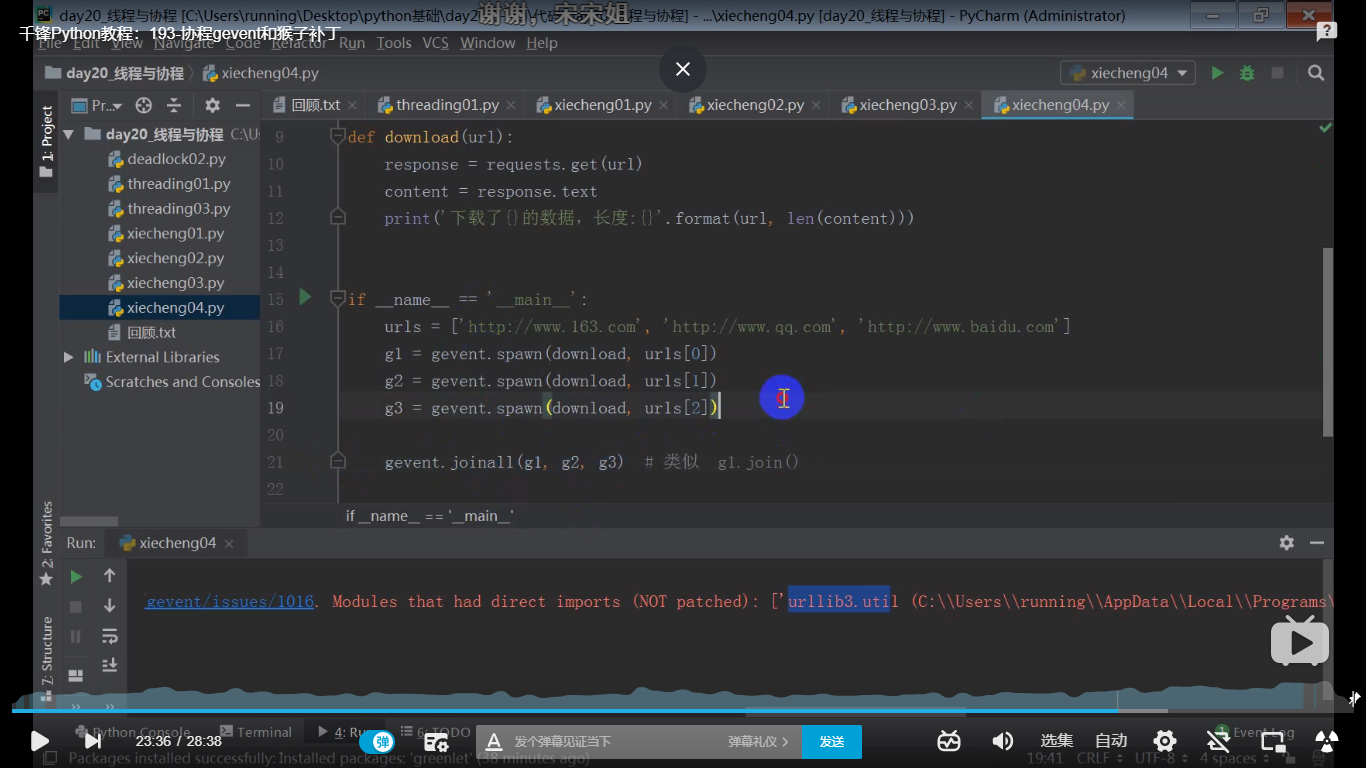 day20_线程与协程 [C:\Users\running\Desktop\python基础\day20_线程与协程] - ...\xiecheng04.py [day20_线程与协程] - PyCharm (Administrator)
谢谢，宋宋姐
千锋Python教程：193-协程gevent和猴子补丁
File Edit View Navigate Code Refactor Run Tools VCS Window Help
day20_线程与协程 xiecheng04.py
xiecheng04
Pr...
回顾.txt threading01.py xiecheng01.py xiecheng02.py xiecheng03.py xiecheng04.py
1: Project
day20_线程与协程 C:\U
deadlock02.py
threading01.py
threading03.py
xiecheng01.py
xiecheng02.py
xiecheng03.py
xiecheng04.py
回顾.txt
External Libraries
Scratches and Consoles
9 def download(url):
10 response = requests.get(url)
11 content = response.text
12 print('下载了{}的数据，长度:{}'.format(url, len(content)))
13
14
15 if __name__ == '__main__':
16 urls = ['http://www.163.com', 'http://www.qq.com', 'http://www.baidu.com']
17 g1 = gevent.spawn(download, urls[0])
18 g2 = gevent.spawn(download, urls[1])
19 g3 = gevent.spawn(download, urls[2])
20
21 gevent.joinall(g1, g2, g3) # 类似 g1.join()
22
if __name__ == '__main__'
2: Favorites
7: Structure
Run: xiecheng04
gevent/issues/1016. Modules that had direct imports (NOT patched): ['urllib3.util (C:\\Users\\running\\AppData\\Local\\Programs\
Python Console Terminal 4: Ru 6: TODO Event Log
23:36 / 28:38
弹
发个弹幕见证当下
弹幕礼仪 >
发送
选集
自动
Packages installed successfully: Installed packages: 'greenlet' (38 minutes ago)
19:41 CRLF UTF-8 4 spaces